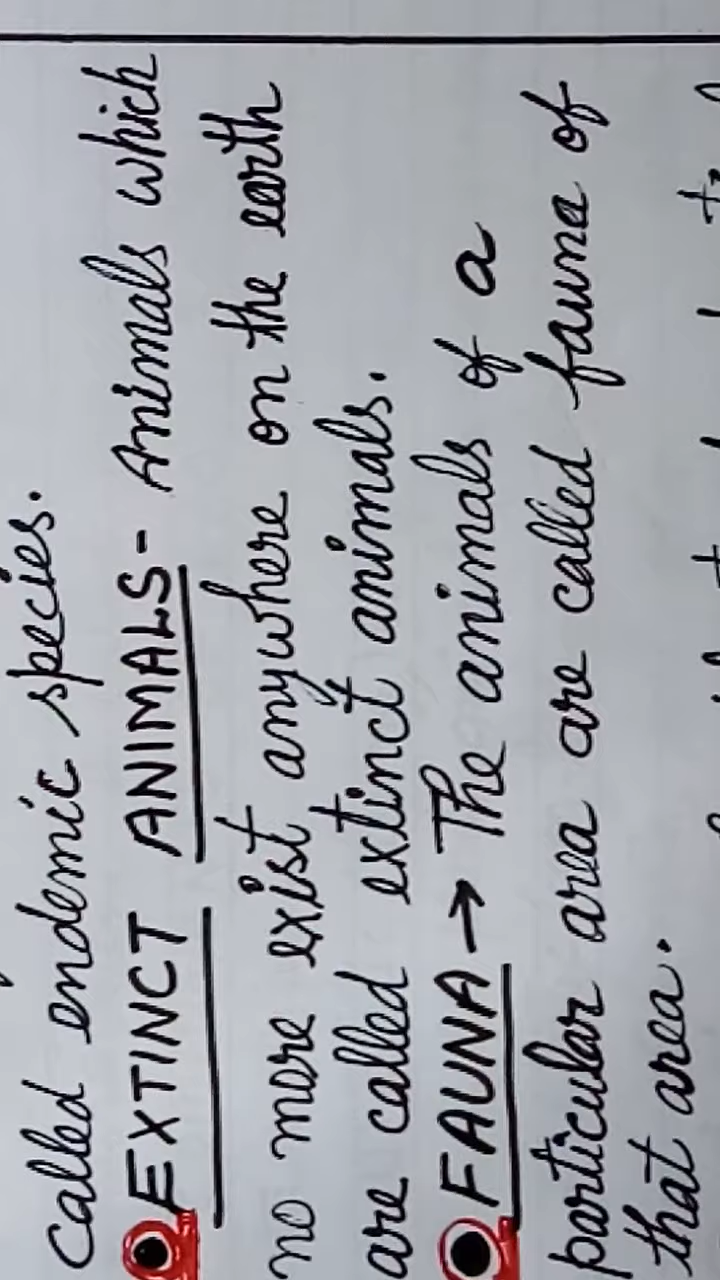 called endemic species.
EXTINCT ANIMALS- Animals which
no more exist anywhere on the earth
are called extinct animals.
FAUNA → The animals of a
particular area are called fauna of
that area.